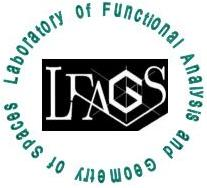 Laboratory of Functional Analysis and Geometry of Spaces
LFAGS